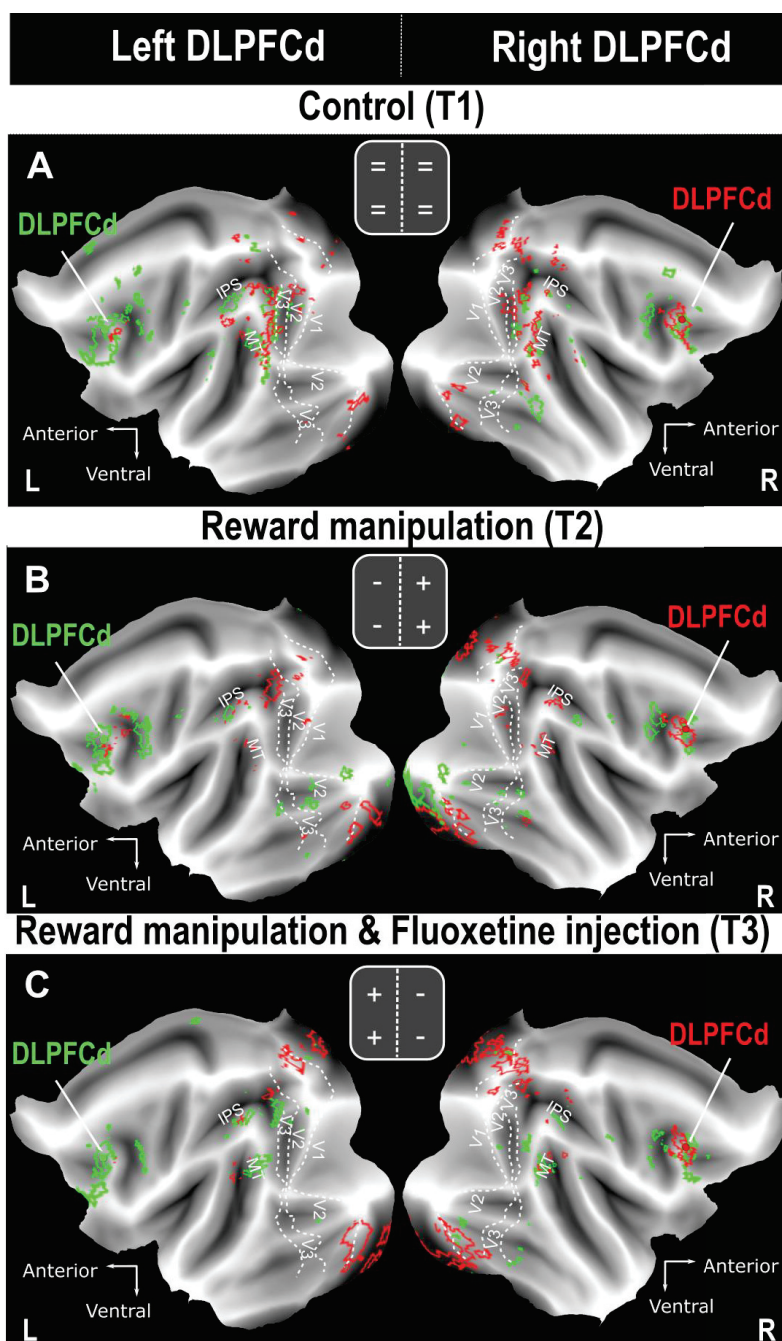 Left DLPFCd Right DLPFCd
Control (T1)
A
= = 
= =
DLPFCd
DLPFCd
IPS
V3
V2
V1
MT
V2
V3
V1
V2
V3
IPS
MT
V2
V3
Anterior
Ventral
L
Anterior
Ventral
R
Reward manipulation (T2)
B
- +
- +
DLPFCd
DLPFCd
IPS
V3
V2
V1
MT
V2
V3
V1
V2
V3
IPS
MT
V2
V3
Anterior
Ventral
L
Anterior
Ventral
R
Reward manipulation & Fluoxetine injection (T3)
C
+ -
+ -
DLPFCd
DLPFCd
IPS
V3
V2
V1
MT
V2
V3
V1
V2
V3
IPS
MT
V2
V3
Anterior
Ventral
L
Anterior
Ventral
R